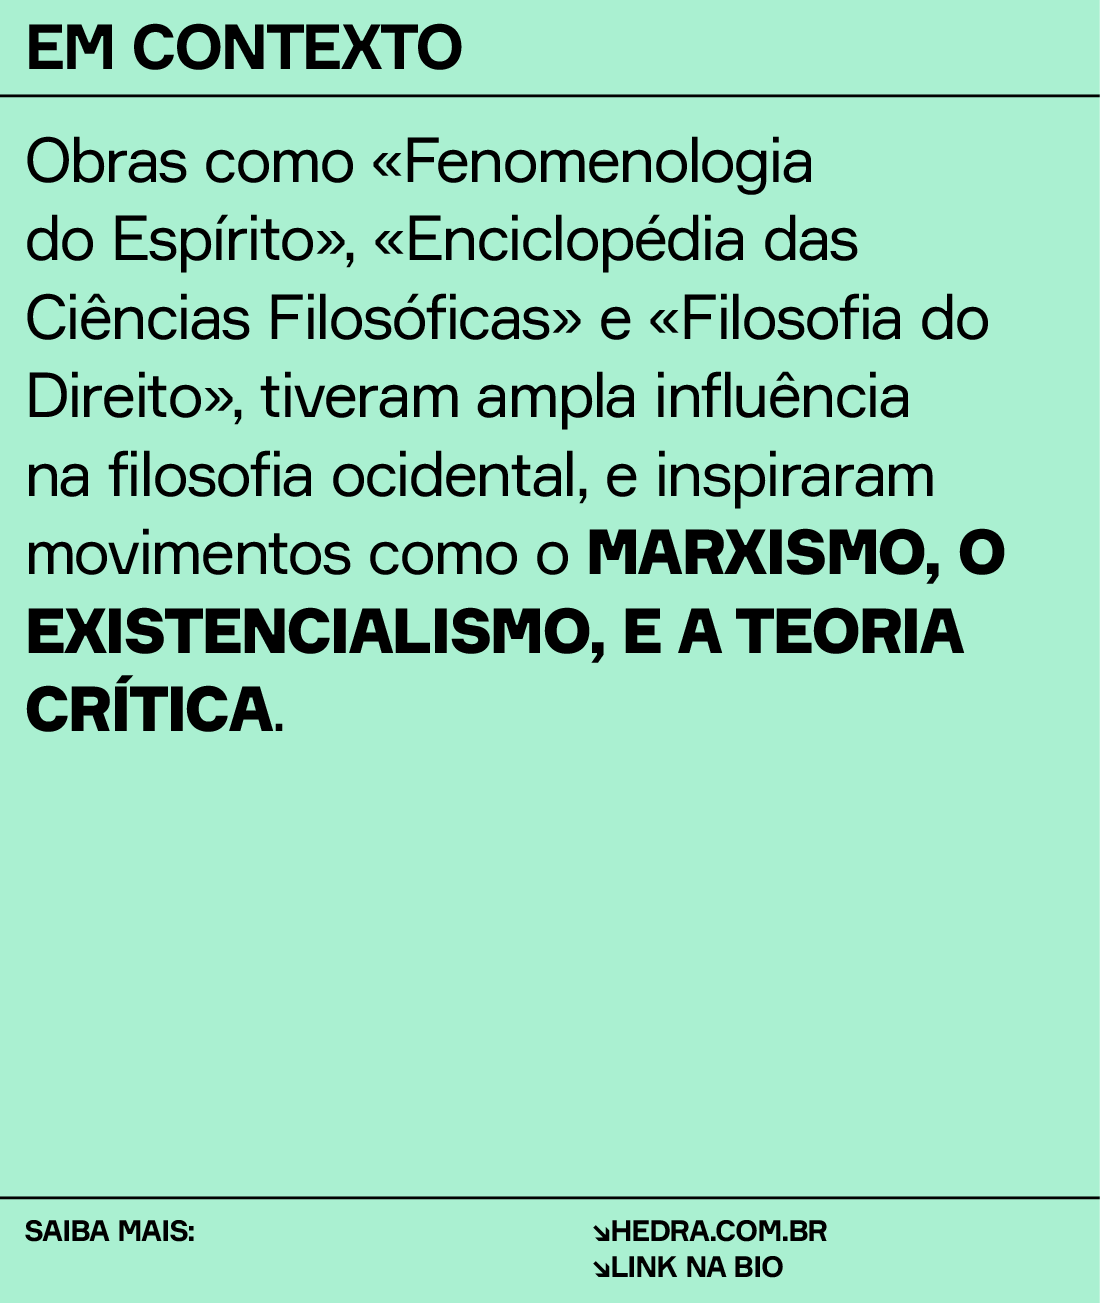 EM CONTEXTO
Obras como «Fenomenologia
do Espírito», «Enciclopédia das
Ciências Filosóficas» e «Filosofia do
Direito», tiveram ampla influência
na filosofia ocidental, e inspiraram
movimentos como o MARXISMO, O
EXISTENCIALISMO, E A TEORIA
CRÍTICA.
SAIBA MAIS:
↘HEDRA.COM.BR
↘LINK NA BIO